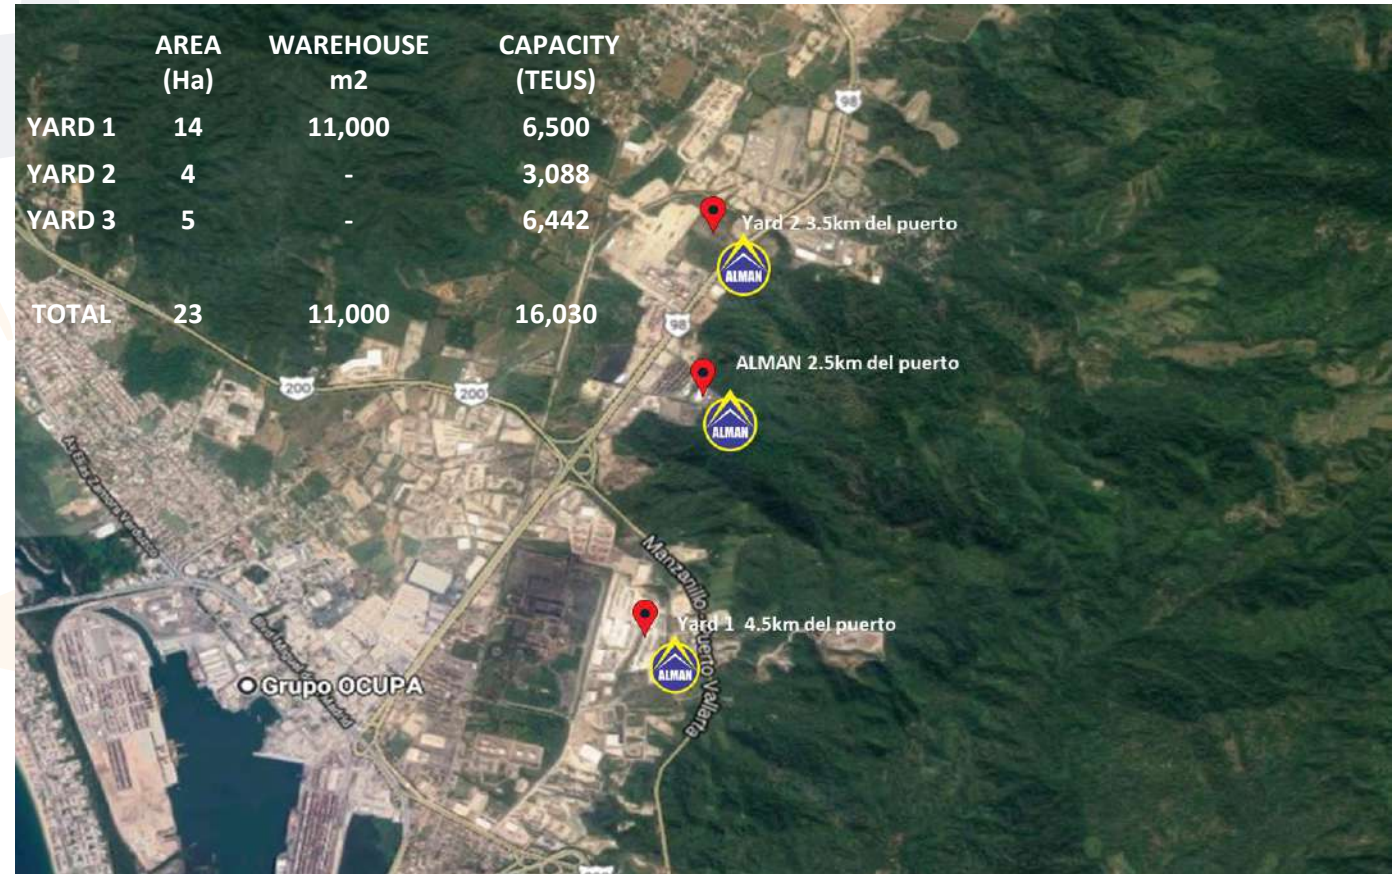 AREA (Ha) WAREHOUSE m2 CAPACITY (TEUS)
YARD 1 14 11,000 6,500
YARD 2 4 - 3,088
YARD 3 5 - 6,442
TOTAL 23 11,000 16,030
98
Yard 2 3.5km del puerto
ALMAN
98
ALMAN 2.5km del puerto
200
200
ALMAN
Manzanillo-Puerto Vallarta
Yard 1 4.5km del puerto
ALMAN
Grupo OCUPA